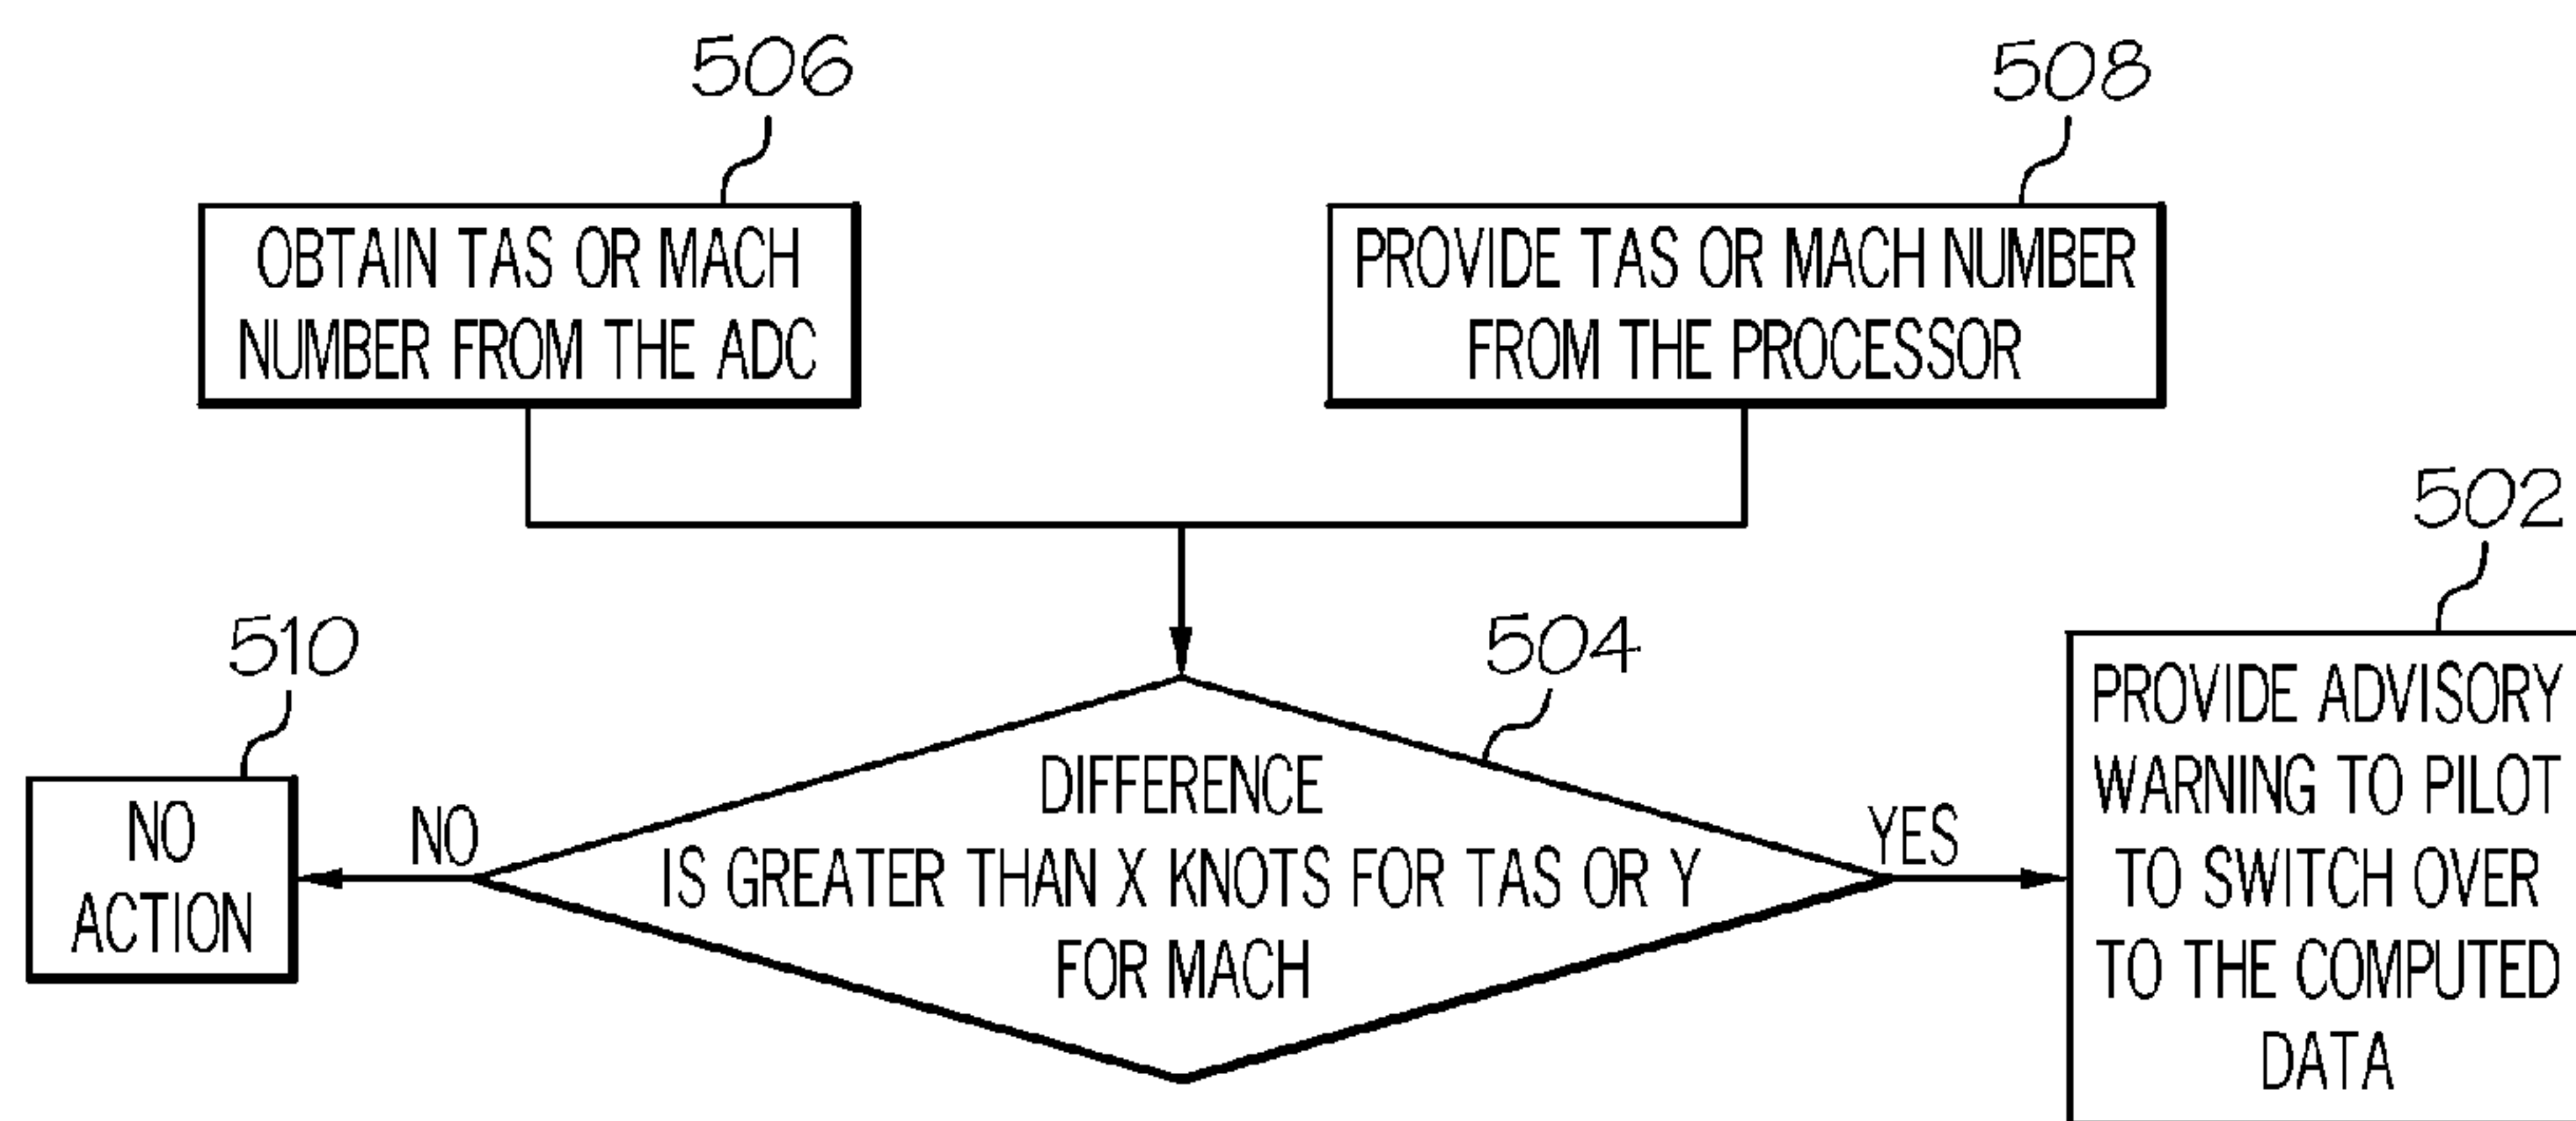 506
508
OBTAIN TAS OR MACH
NUMBER FROM THE ADC
PROVIDE TAS OR MACH NUMBER
FROM THE PROCESSOR
502
510
504
NO
ACTION
NO
DIFFERENCE
IS GREATER THAN X KNOTS FOR TAS OR Y
FOR MACH
YES
PROVIDE ADVISORY
WARNING TO PILOT
TO SWITCH OVER
TO THE COMPUTED
DATA